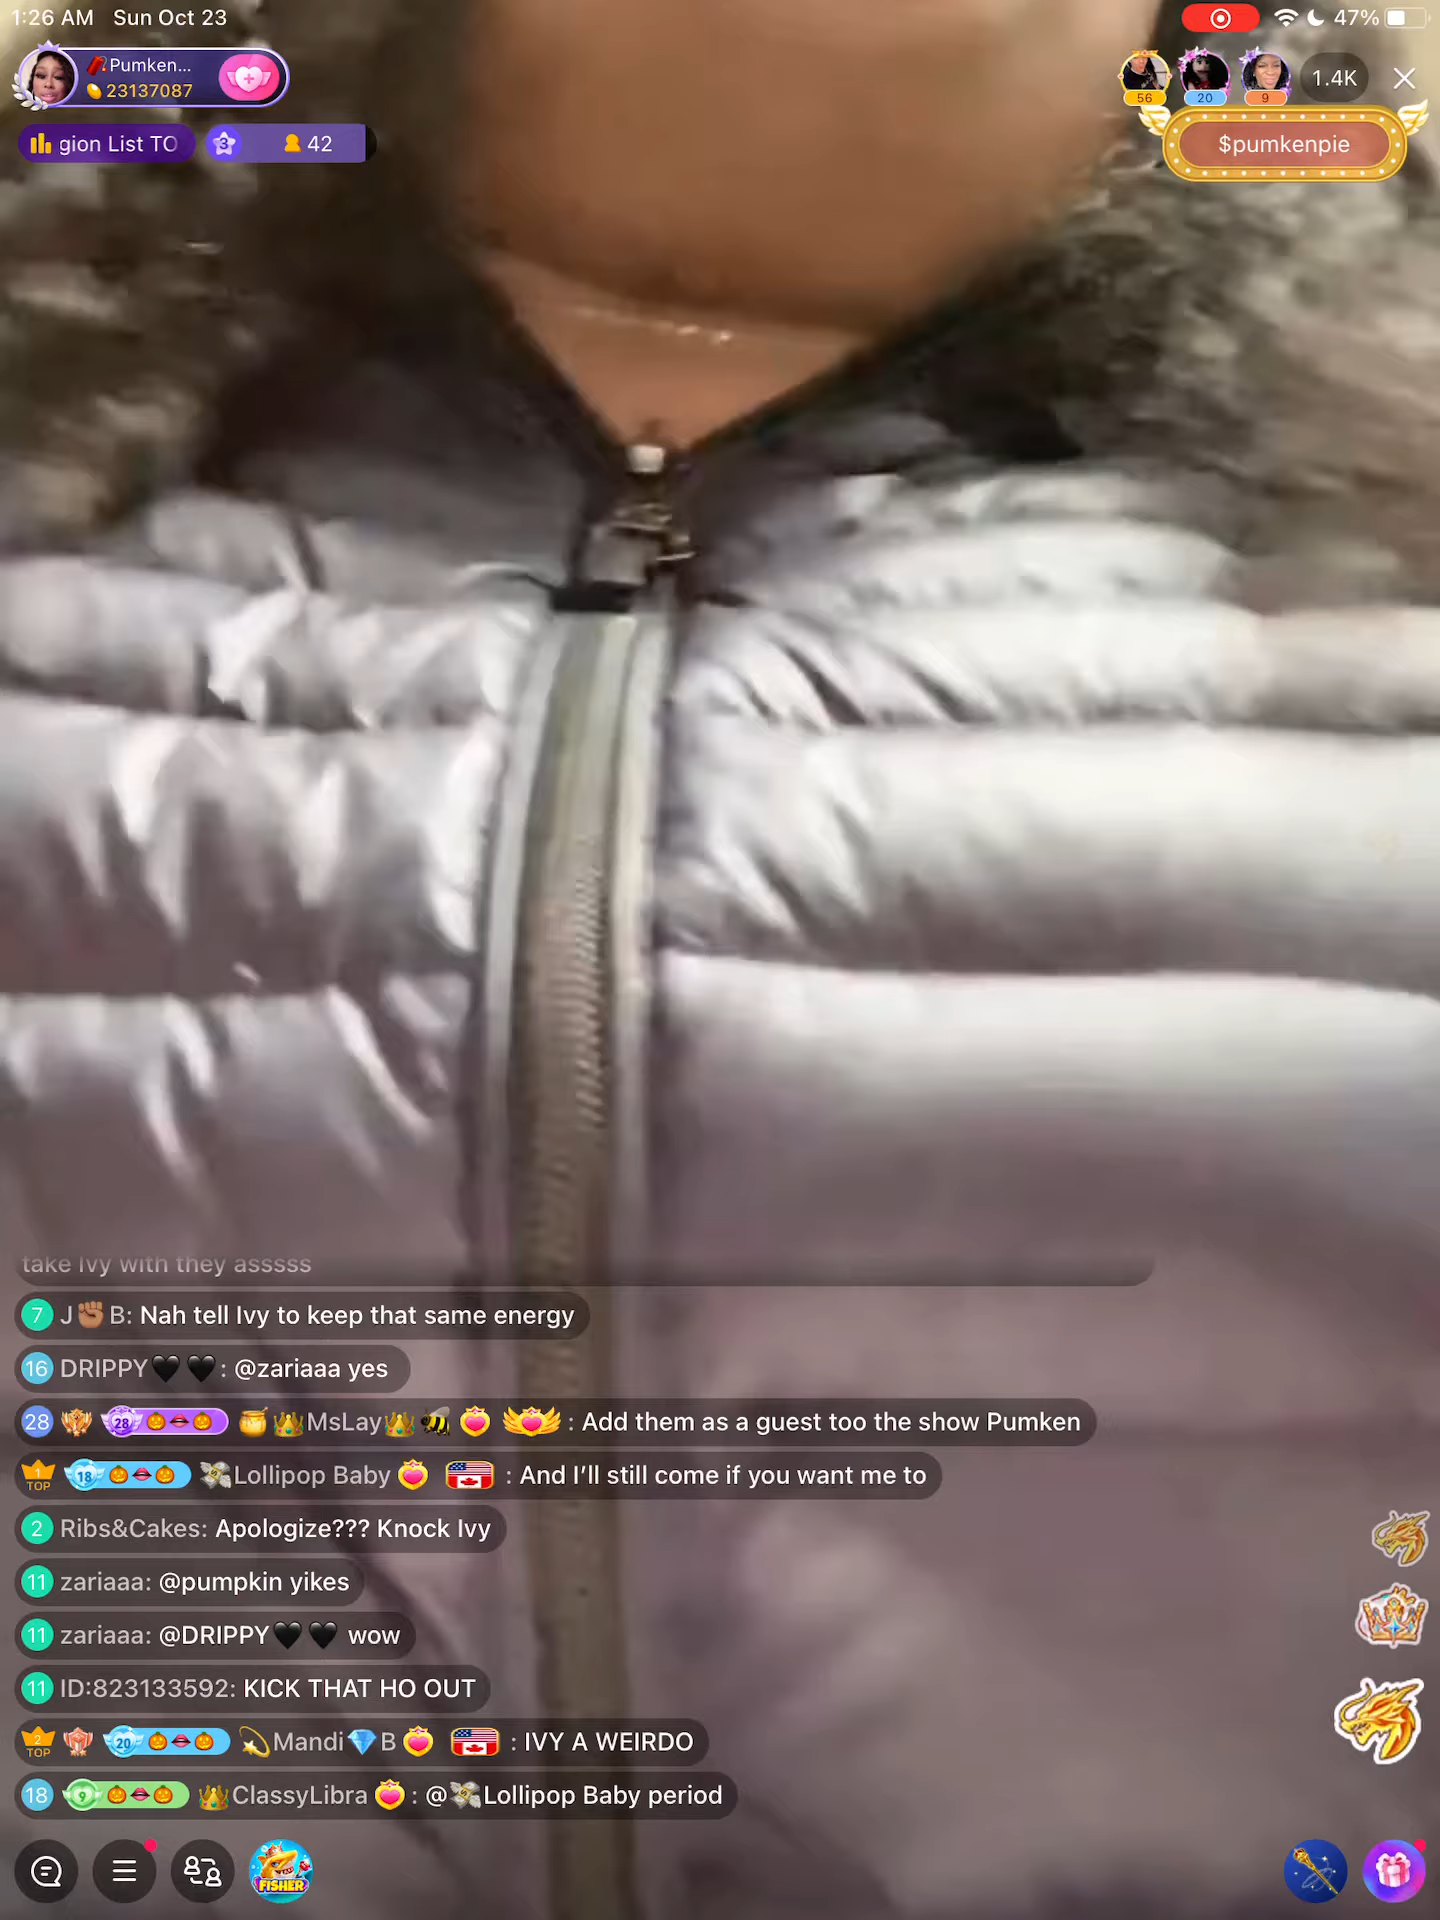 1:26 AM Sun Oct 23
47%
Pumken...
23137087
56
20
9
1.4K
gion List TO
3
42
$pumkenpie
take Ivy with they asssss
7 J✊🏾B: Nah tell Ivy to keep that same energy
16 DRIPPY🖤🖤: @zariaaa yes
28 28 🎃👄🎃 🍯👑MsLay👑🐝 : Add them as a guest too the show Pumken
1 TOP 18 🎃👄🎃 💸Lollipop Baby : And I'll still come if you want me to
2 Ribs&Cakes: Apologize??? Knock Ivy
11 zariaaa: @pumpkin yikes
11 zariaaa: @DRIPPY🖤🖤 wow
11 ID:823133592: KICK THAT HO OUT
2 TOP 20 🎃👄🎃 💫Mandi💎B : IVY A WEIRDO
18 9 🎃👄🎃 👑ClassyLibra : @💸Lollipop Baby period
FISHER